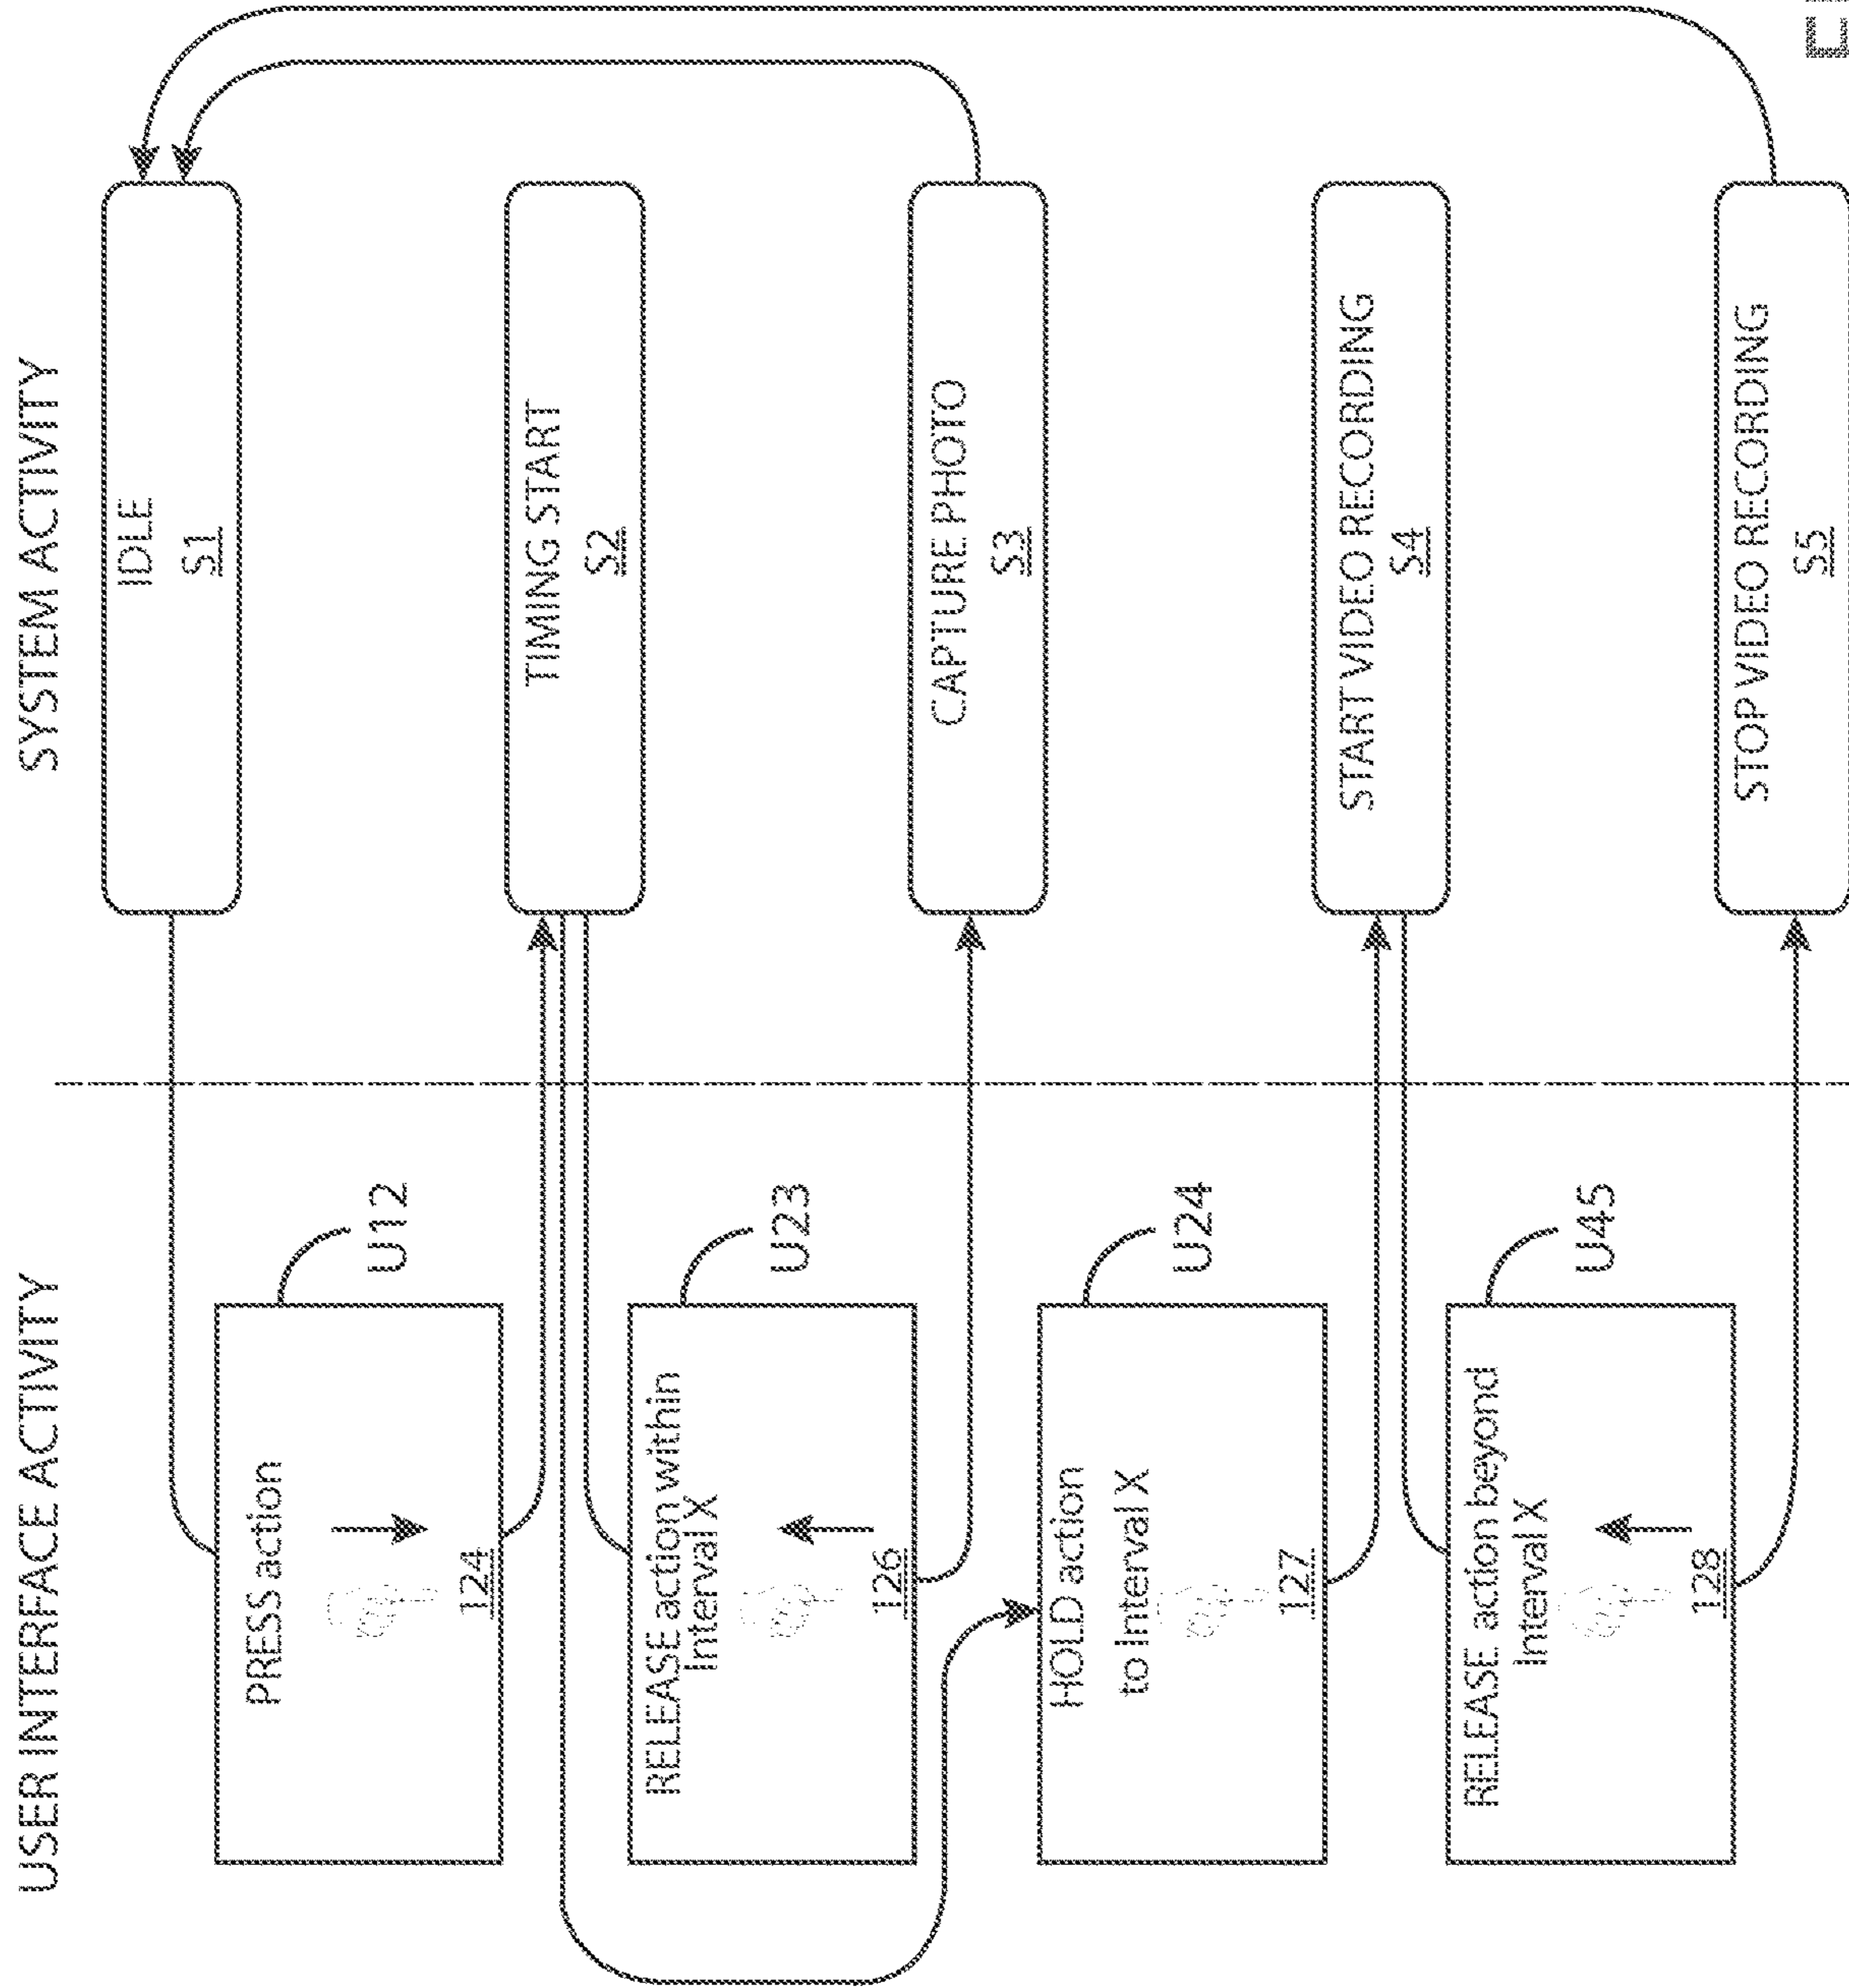 USER INTERFACE ACTIVITY
SYSTEM ACTIVITY
IDLE
S1
PRESS action
124
U12
TIMING START
S2
RELEASE action within
Interval X
126
U23
CAPTURE PHOTO
S3
HOLD action
to Interval X
127
U24
START VIDEO RECORDING
S4
RELEASE action beyond
Interval X
128
U45
STOP VIDEO RECORDING
S5